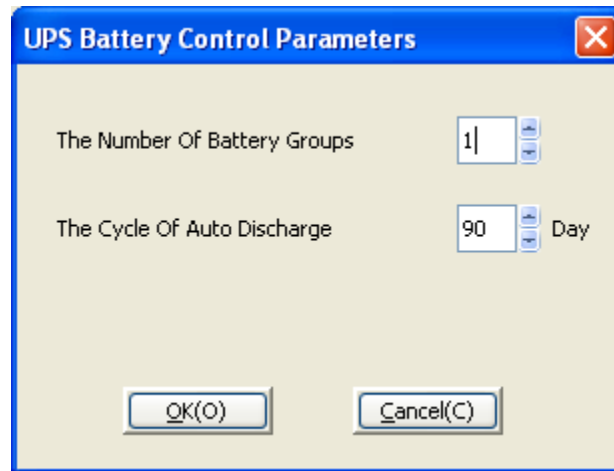 UPS Battery Control Parameters
The Number Of Battery Groups 1
The Cycle Of Auto Discharge 90 Day
OK(O) Cancel(C)